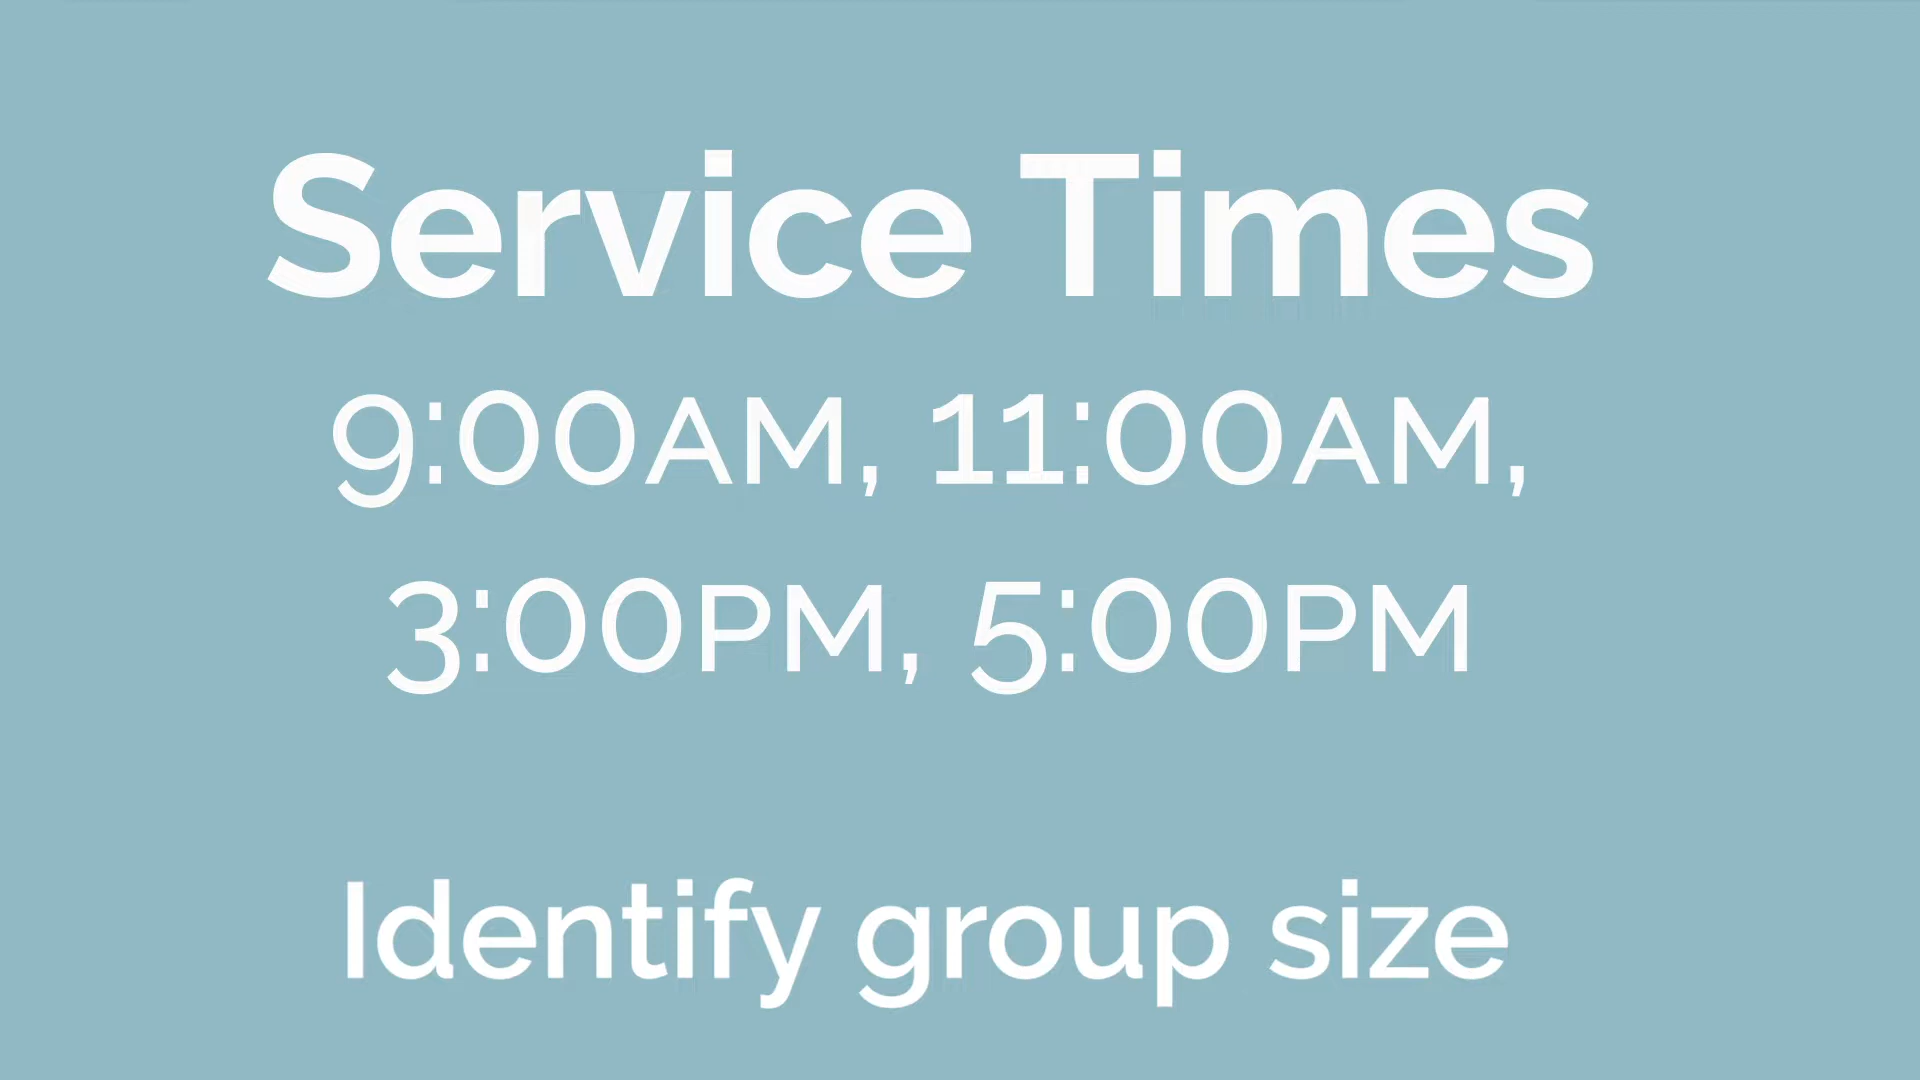 Service Times
9:00AM, 11:00AM,
3:00PM, 5:00PM
Identify group size